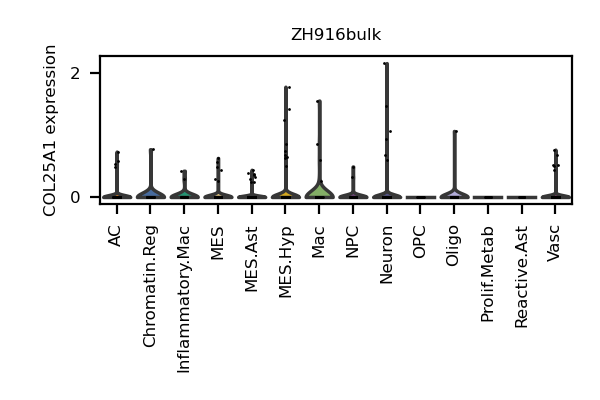 ZH916bulk
COL25A1 expression
2
0
AC
Chromatin.Reg
Inflammatory.Mac
MES
MES.Ast
MES.Hyp
Mac
NPC
Neuron
OPC
Oligo
Prolif.Metab
Reactive.Ast
Vasc